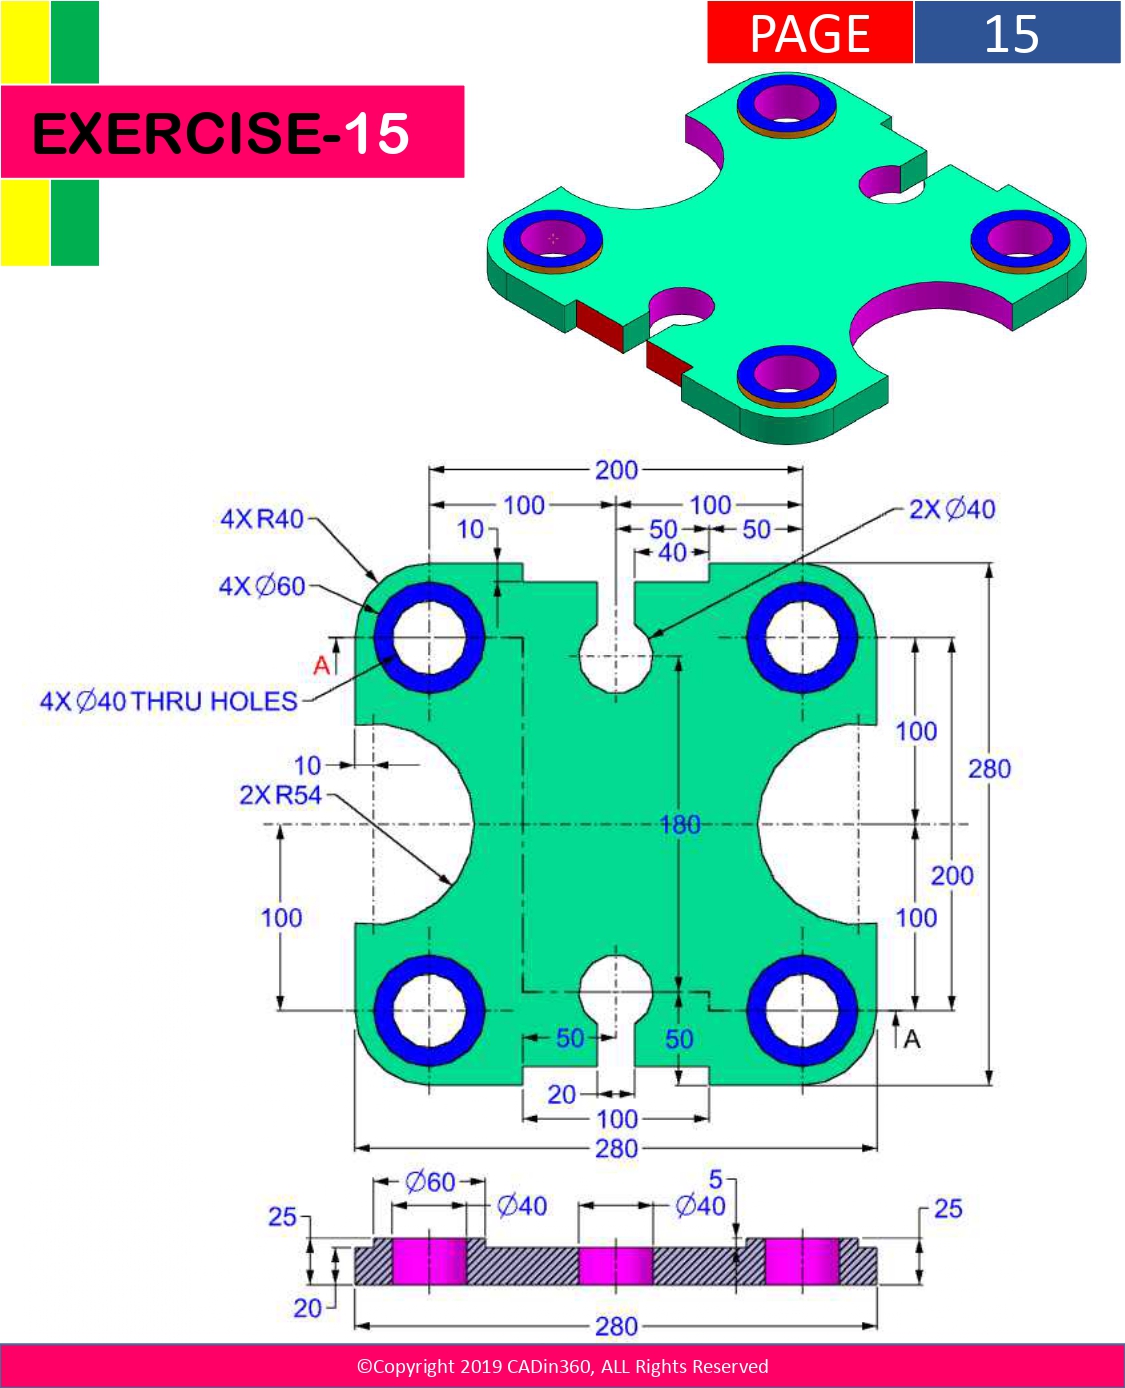 PAGE 15
EXERCISE-15
200
100 100
4X R40
10
50 50
2X Ø40
40
4X Ø60
A
4X Ø40 THRU HOLES
100
10
280
2X R54
180
200
100
100
50
50
A
20
100
280
Ø60
5
25
Ø40
Ø40
25
20
280
©Copyright 2019 CADin360, ALL Rights Reserved